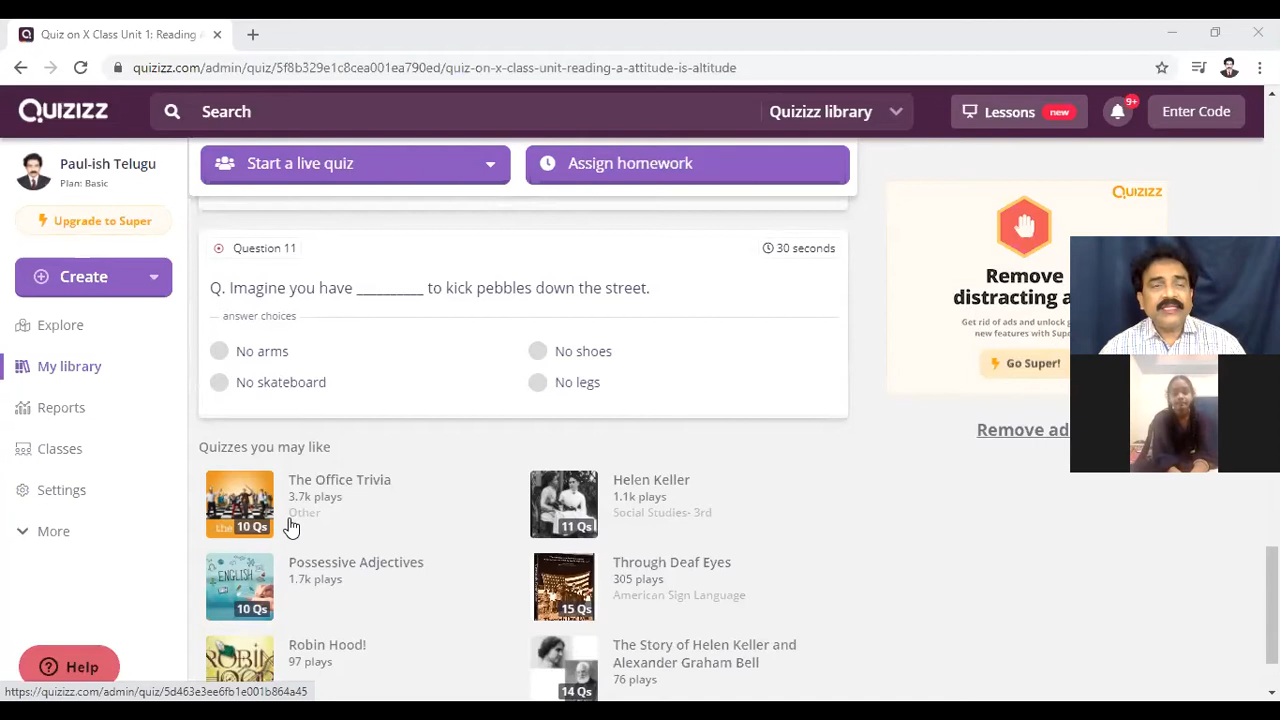 Quiz on X Class Unit 1: Reading A
quizizz.com/admin/quiz/5f8b329e1c8cea001ea790ed/quiz-on-x-class-unit-reading-a-attitude-is-altitude
QUIZIZZ
Search
Quizizz library
Lessons new
9+
Enter Code
Paul-ish Telugu
Plan: Basic
Upgrade to Super
Create
Explore
My library
Reports
Classes
Settings
More
Help
Start a live quiz
Assign homework
Question 11
30 seconds
Q. Imagine you have __________ to kick pebbles down the street.
answer choices
No arms
No shoes
No skateboard
No legs
Quizzes you may like
The Office Trivia
3.7k plays
Other
the
10 Qs
Helen Keller
1.1k plays
Social Studies• 3rd
11 Qs
Possessive Adjectives
1.7k plays
ENGLISH
10 Qs
Through Deaf Eyes
305 plays
American Sign Language
15 Qs
Robin Hood!
97 plays
ROBIN
The Story of Helen Keller and
Alexander Graham Bell
76 plays
14 Qs
QUIZIZZ
Remove
distracting a
Get rid of ads and unlock
new features with Sup
Go Super!
Remove ad
https://quizizz.com/admin/quiz/5d463e3ee6fb1e001b864a45